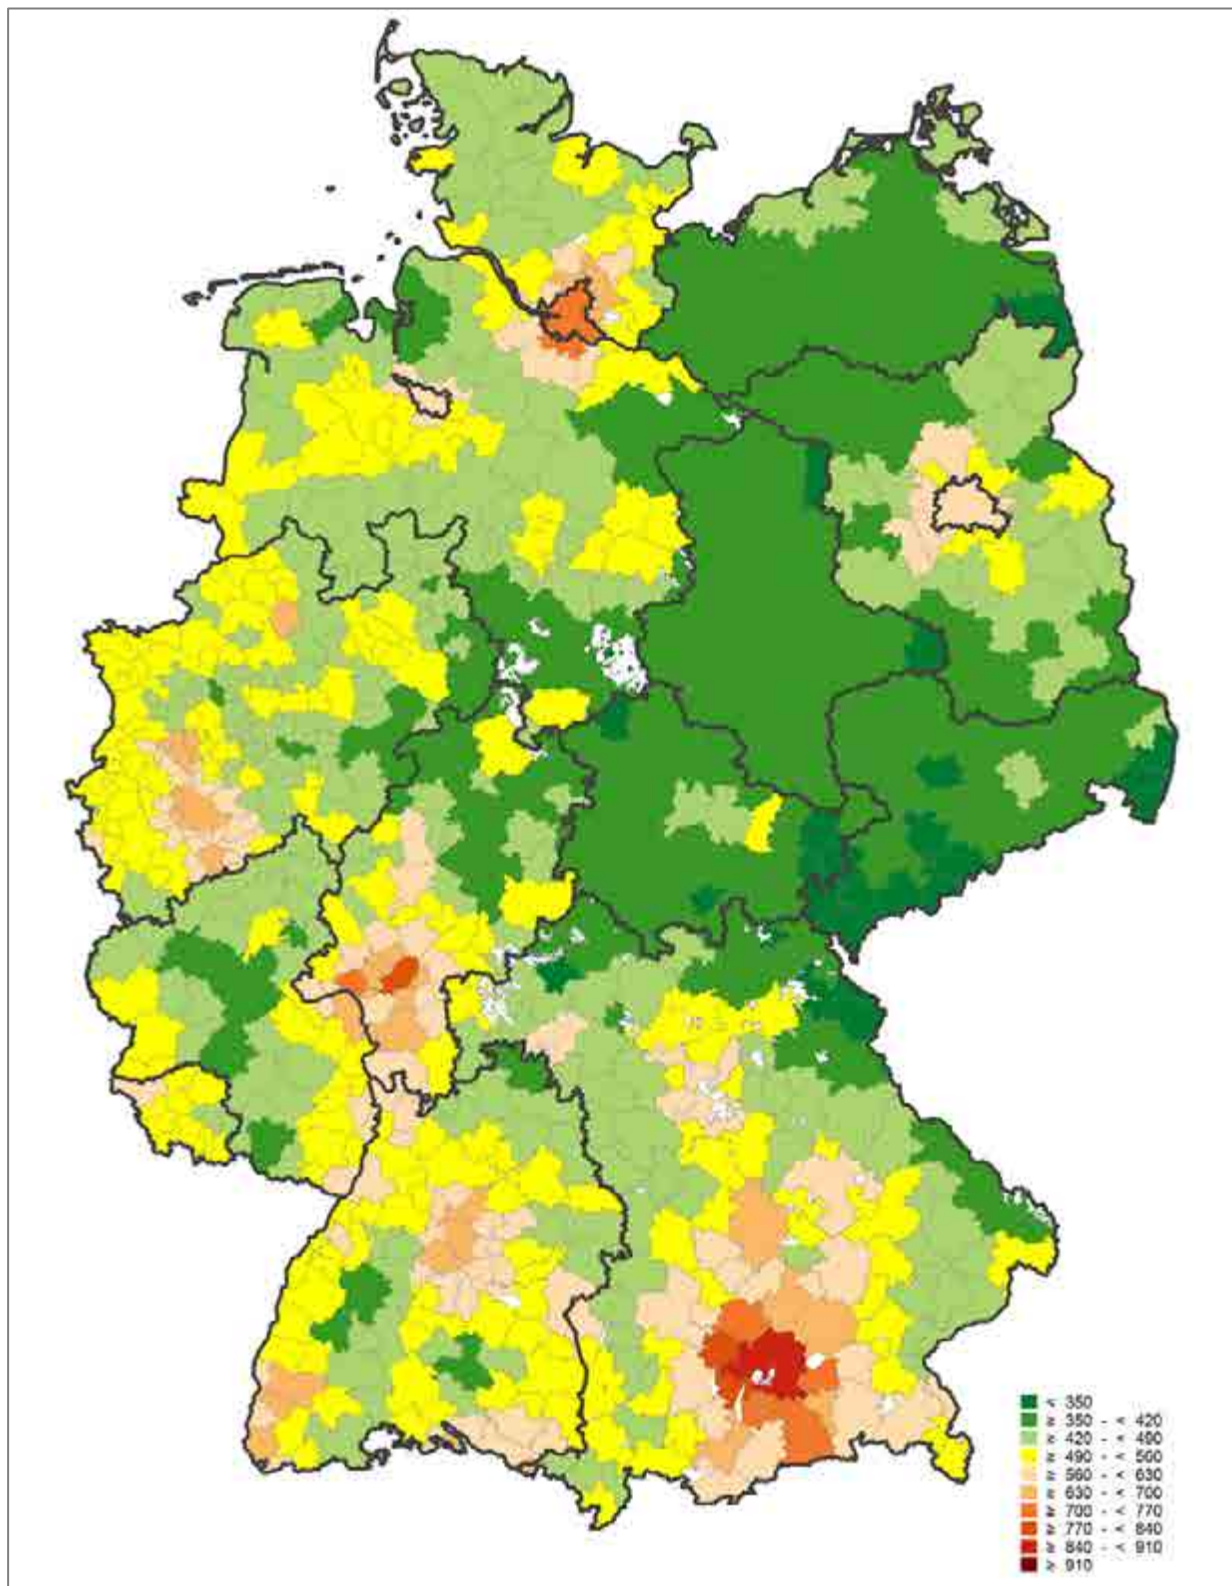 < 350
≥ 350 - < 420
≥ 420 - < 490
≥ 490 - < 560
≥ 560 - < 630
≥ 630 - < 700
≥ 700 - < 770
≥ 770 - < 840
≥ 840 - < 910
≥ 910